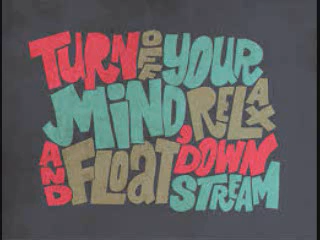 TURN OFF YOUR
MIND, RELAX
AND FLOAT DOWN
STREAM